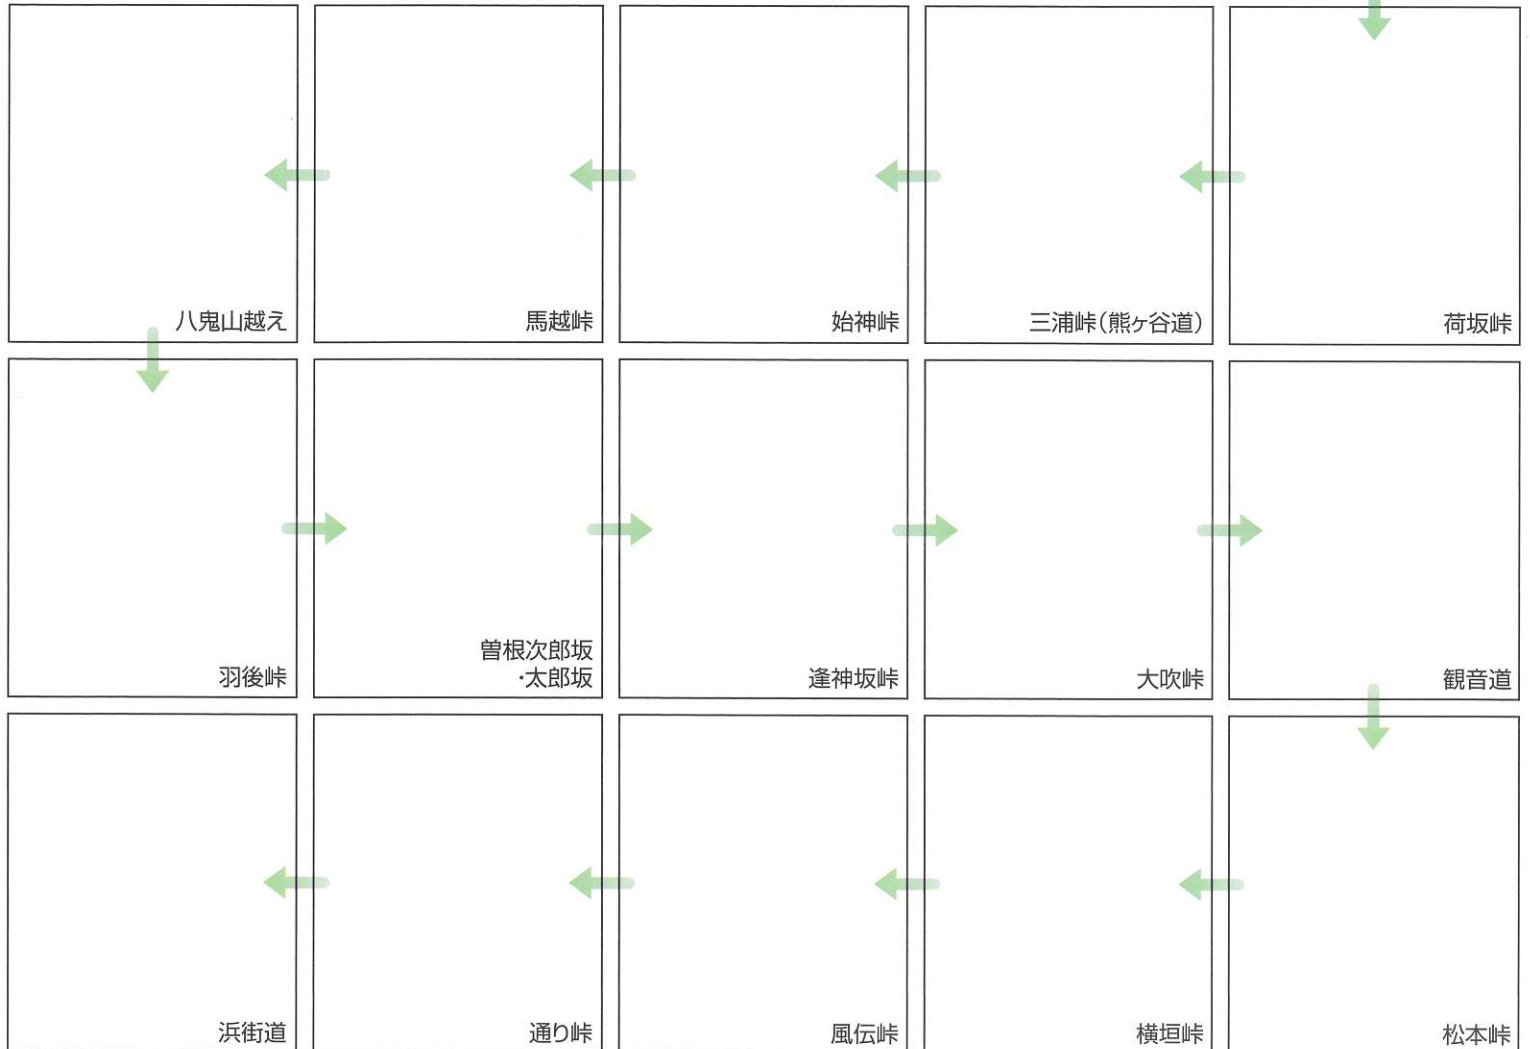 八鬼山越え
馬越峠
始神峠
三浦峠(熊ヶ谷道)
荷坂峠
羽後峠
曽根次郎坂
・太郎坂
逢神坂峠
大吹峠
観音道
浜街道
通り峠
風伝峠
横垣峠
松本峠